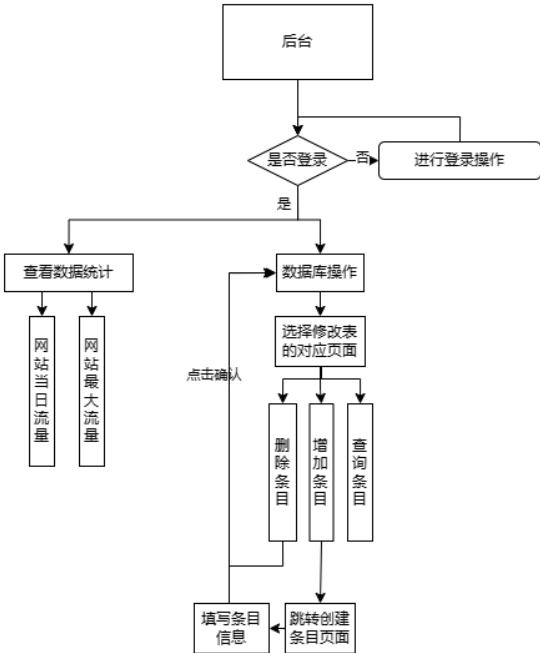 后台
是否登录
否
进行登录操作
是
查看数据统计
数据库操作
网站当日流量
网站最大流量
选择修改表
的对应页面
点击确认
删除条目
增加条目
查询条目
填写条目
信息
跳转创建
条目页面